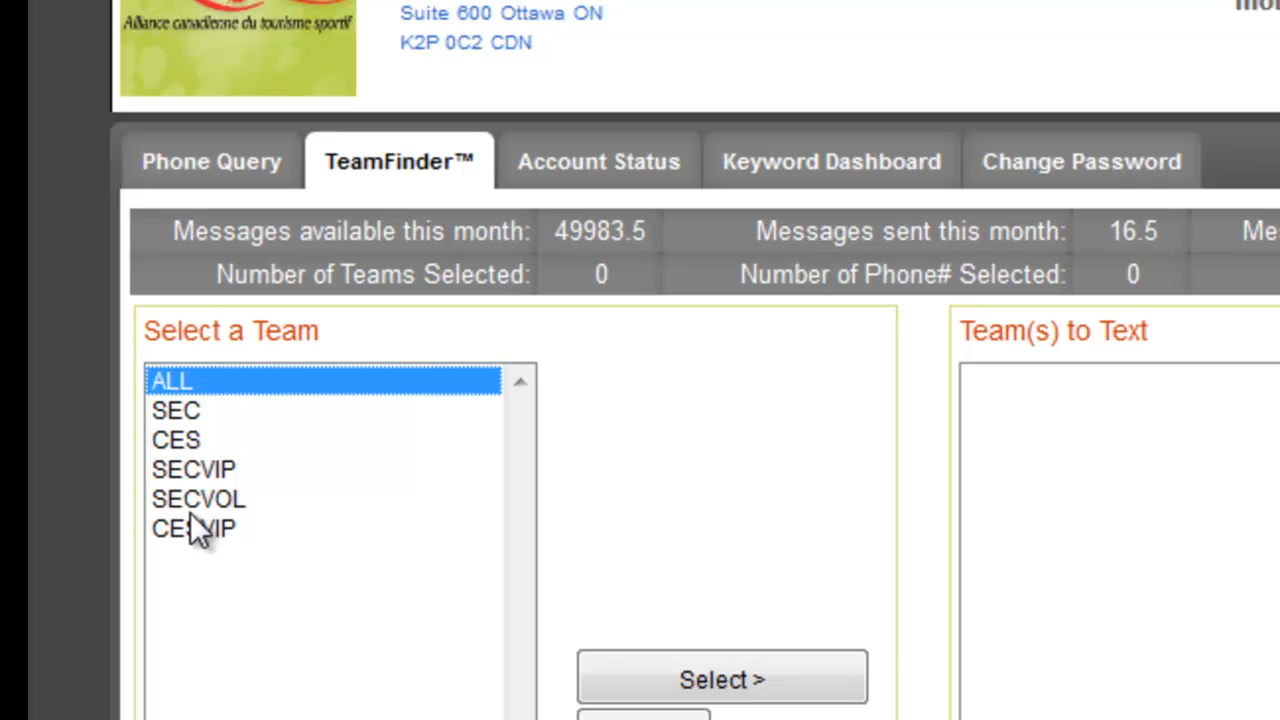 Alliance canadienne du tourisme sportif
Suite 600 Ottawa ON
K2P 0C2 CDN
Phone Query
TeamFinder™
Account Status
Keyword Dashboard
Change Password
Messages available this month: 49983.5
Messages sent this month: 16.5
Number of Teams Selected: 0
Number of Phone# Selected: 0
Select a Team
Team(s) to Text
ALL
SEC
CES
SECVIP
SECVOL
CESVIP
Select >